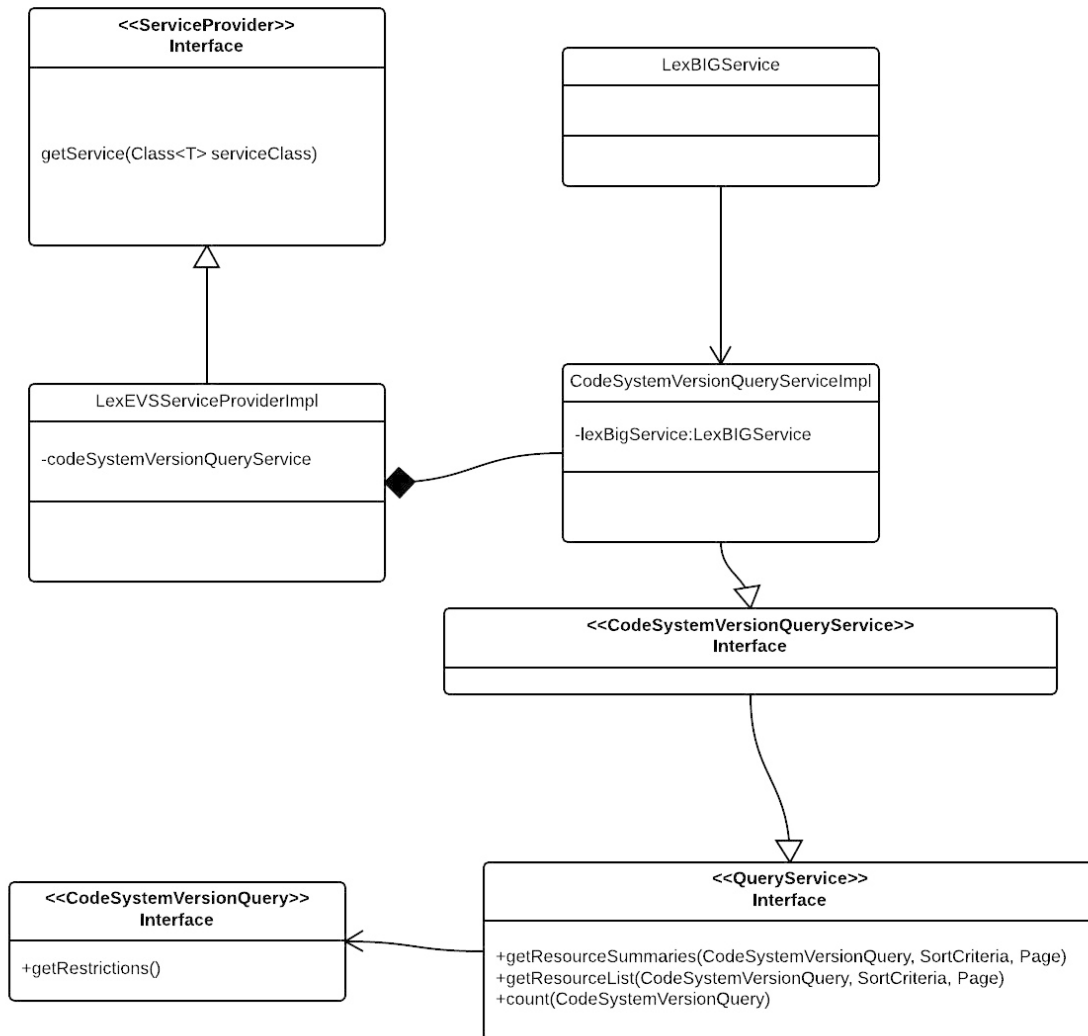 <<ServiceProvider>>
Interface
getService(Class<T> serviceClass)
LexBIGService
LexEVSServiceProviderImpl
-codeSystemVersionQueryService
CodeSystemVersionQueryServiceImpl
-lexBigService:LexBIGService
<<CodeSystemVersionQueryService>>
Interface
<<CodeSystemVersionQuery>>
Interface
+getRestrictions()
<<QueryService>>
Interface
+getResourceSummaries(CodeSystemVersionQuery, SortCriteria, Page)
+getResourceList(CodeSystemVersionQuery, SortCriteria, Page)
+count(CodeSystemVersionQuery)